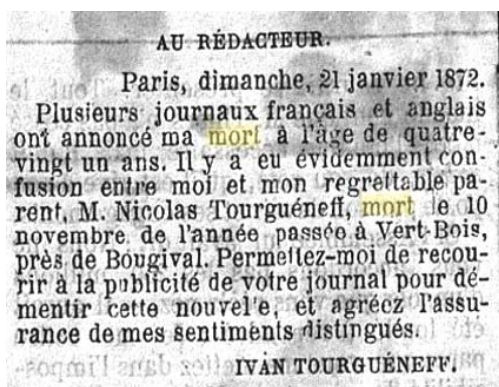 AU RÉDACTEUR.
Paris, dimanche, 21 janvier 1872.
Plusieurs journaux français et anglais
ont annoncé ma mort à l'âge de quatre-
vingt un ans. Il y a eu évidemment con-
fusion entre moi et mon regrettable pa-
rent, M. Nicolas Tourguéneff, mort le 10
novembre de l'année passée à Vert-Bois,
près de Bougival. Permettez-moi de recou-
rir à la publicité de votre journal pour dé-
mentir cette nouvel'e, et agréez l'assu-
rance de mes sentiments distingués.
IVAN TOURGUÉNEFF.